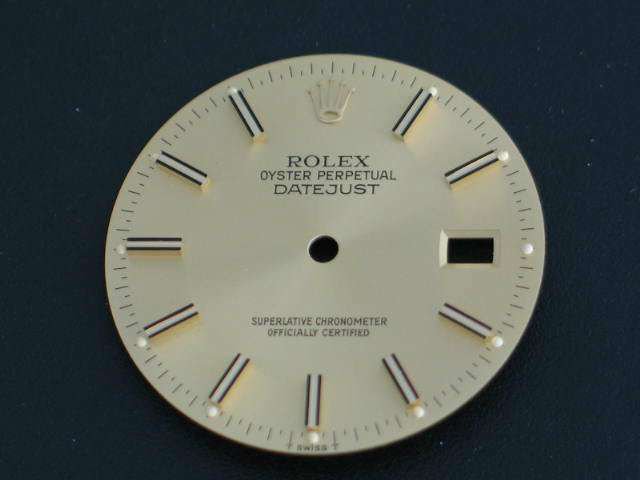 ROLEX
OYSTER PERPETUAL
DATEJUST
SUPERLATIVE CHRONOMETER
OFFICIALLY CERTIFIED
T SWISS T